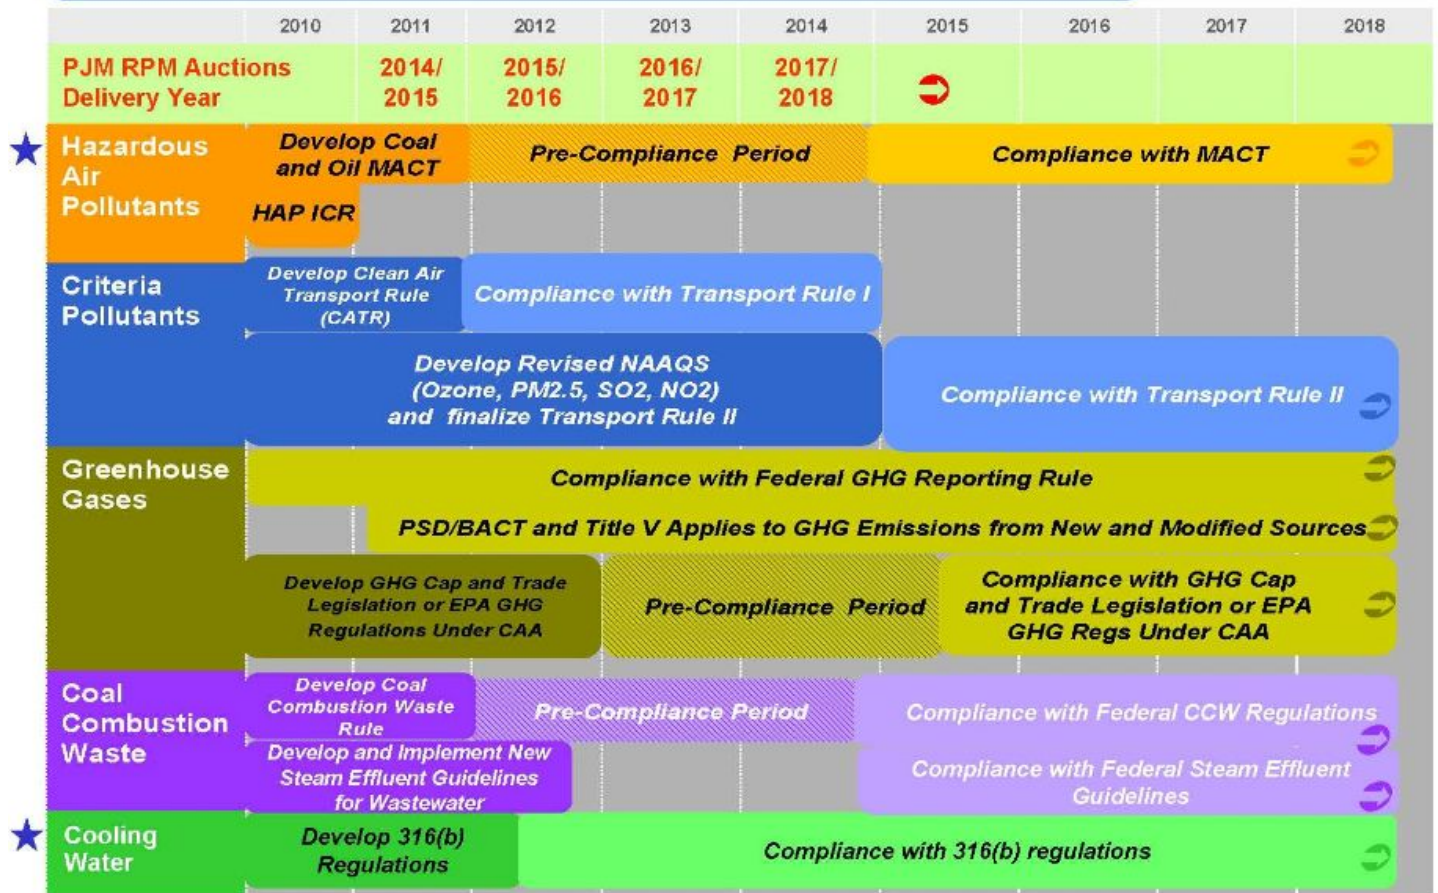 2010 2011 2012 2013 2014 2015 2016 2017 2018
PJM RPM Auctions
Delivery Year
2014/
2015
2015/
2016
2016/
2017
2017/
2018
Hazardous
Air
Pollutants
Develop Coal
and Oil MACT
Pre-Compliance Period
Compliance with MACT
HAP ICR
Criteria
Pollutants
Develop Clean Air
Transport Rule
(CATR)
Compliance with Transport Rule I
Develop Revised NAAQS
(Ozone, PM2.5, SO2, NO2)
and finalize Transport Rule II
Compliance with Transport Rule II
Greenhouse
Gases
Compliance with Federal GHG Reporting Rule
PSD/BACT and Title V Applies to GHG Emissions from New and Modified Sources
Develop GHG Cap and Trade
Legislation or EPA GHG
Regulations Under CAA
Pre-Compliance Period
Compliance with GHG Cap
and Trade Legislation or EPA
GHG Regs Under CAA
Coal
Combustion
Waste
Develop Coal
Combustion Waste
Rule
Pre-Compliance Period
Compliance with Federal CCW Regulations
Develop and Implement New
Steam Effluent Guidelines
for Wastewater
Compliance with Federal Steam Effluent
Guidelines
Cooling
Water
Develop 316(b)
Regulations
Compliance with 316(b) regulations